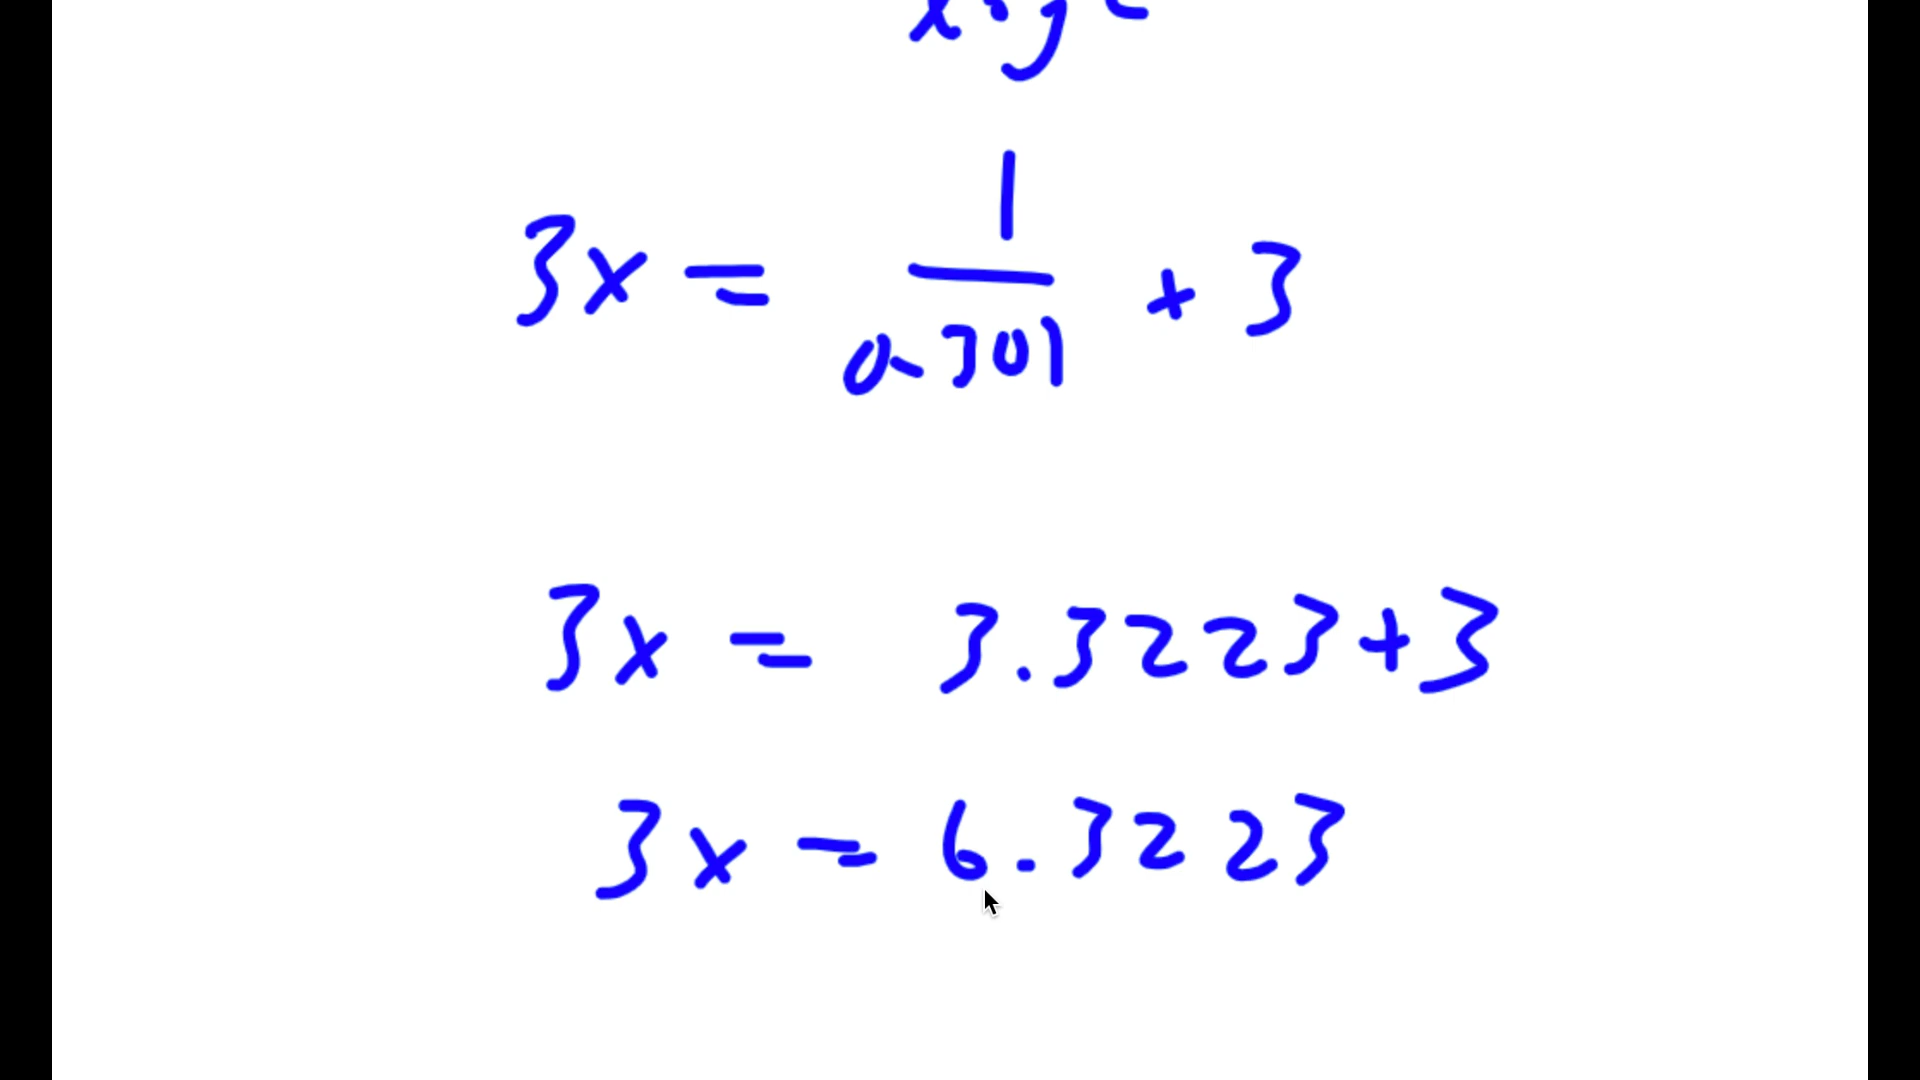 3x = 1/0.301 + 3
3x = 3.3223+3
3x = 6.3223